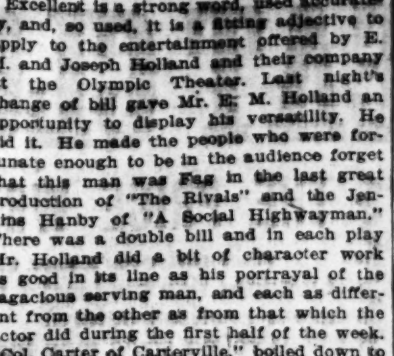 Excellent is a strong word, used accurate-
y, and, so used, it is a fitting adjective to
pply to the entertainment offered by E.
I. and Joseph Holland and their company
t the Olympic Theater. Last night's
hange of bill gave Mr. E. M. Holland an
pportunity to display his versatility. He
id it. He made the people who were for-
unate enough to be in the audience forget
hat this man was Fag in the last great
roduction of "The Rivals" and the Jen-
ins Hanby of "A Social Highwayman."
here was a double bill and in each play
Ir. Holland did a bit of character work
s good in its line as his portrayal of the
agacious serving man, and each as differ-
nt from the other as from that which the
ctor did during the first half of the week.
Col. Carter of Cartersville," boiled down to